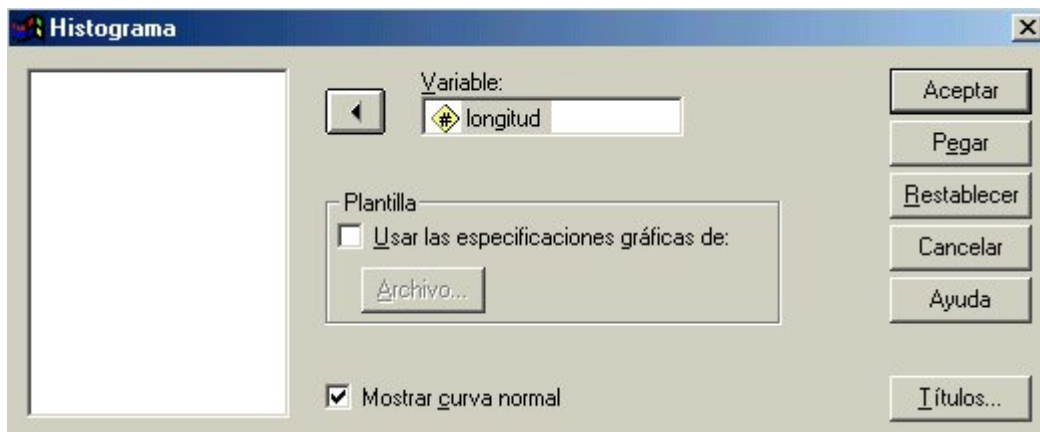 Histograma
Variable:
# longitud
Plantilla
Usar las especificaciones gráficas de:
Archivo...
Mostrar curva normal
Aceptar
Pegar
Restablecer
Cancelar
Ayuda
Títulos...